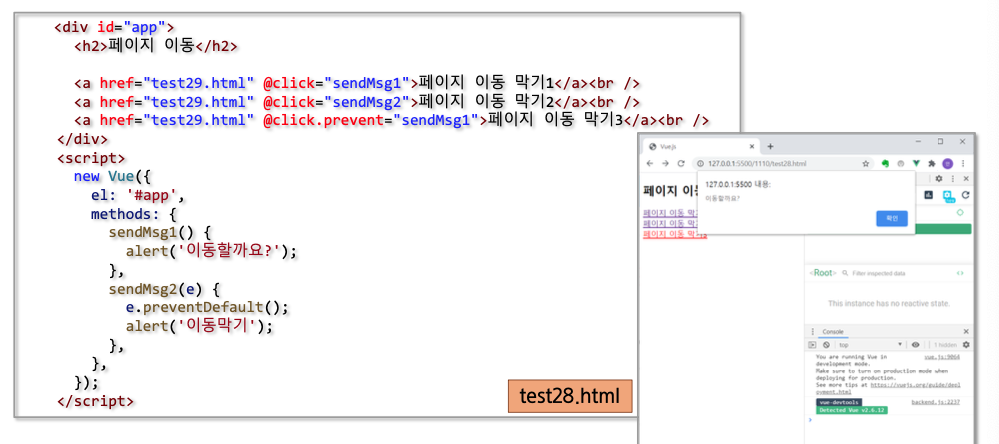 <div id="app">
<h2>페이지 이동</h2>
<a href="test29.html" @click="sendMsg1">페이지 이동 막기1</a><br />
<a href="test29.html" @click="sendMsg2">페이지 이동 막기2</a><br />
<a href="test29.html" @click.prevent="sendMsg1">페이지 이동 막기3</a><br />
</div>
<script>
new Vue({
el: '#app',
methods: {
sendMsg1() {
alert('이동할까요?');
},
sendMsg2(e) {
e.preventDefault();
alert('이동막기');
},
},
});
</script>
test28.html
Vue.js
127.0.0.1:5500/1110/test28.html
127.0.0.1:5500 내용:
이동할까요?
확인
페이지 이동
페이지 이동 막기
페이지 이동 막기
페이지 이동 막기3
<Root>
Filter inspected data
This instance has no reactive state.
Console
top
1 hidden
You are running Vue in vue.js:9064
development mode.
Make sure to turn on production mode when
deploying for production.
See more tips at https://vuejs.org/guide/depl
oyment.html
vue-devtools backend.js:2237
Detected Vue v2.6.12